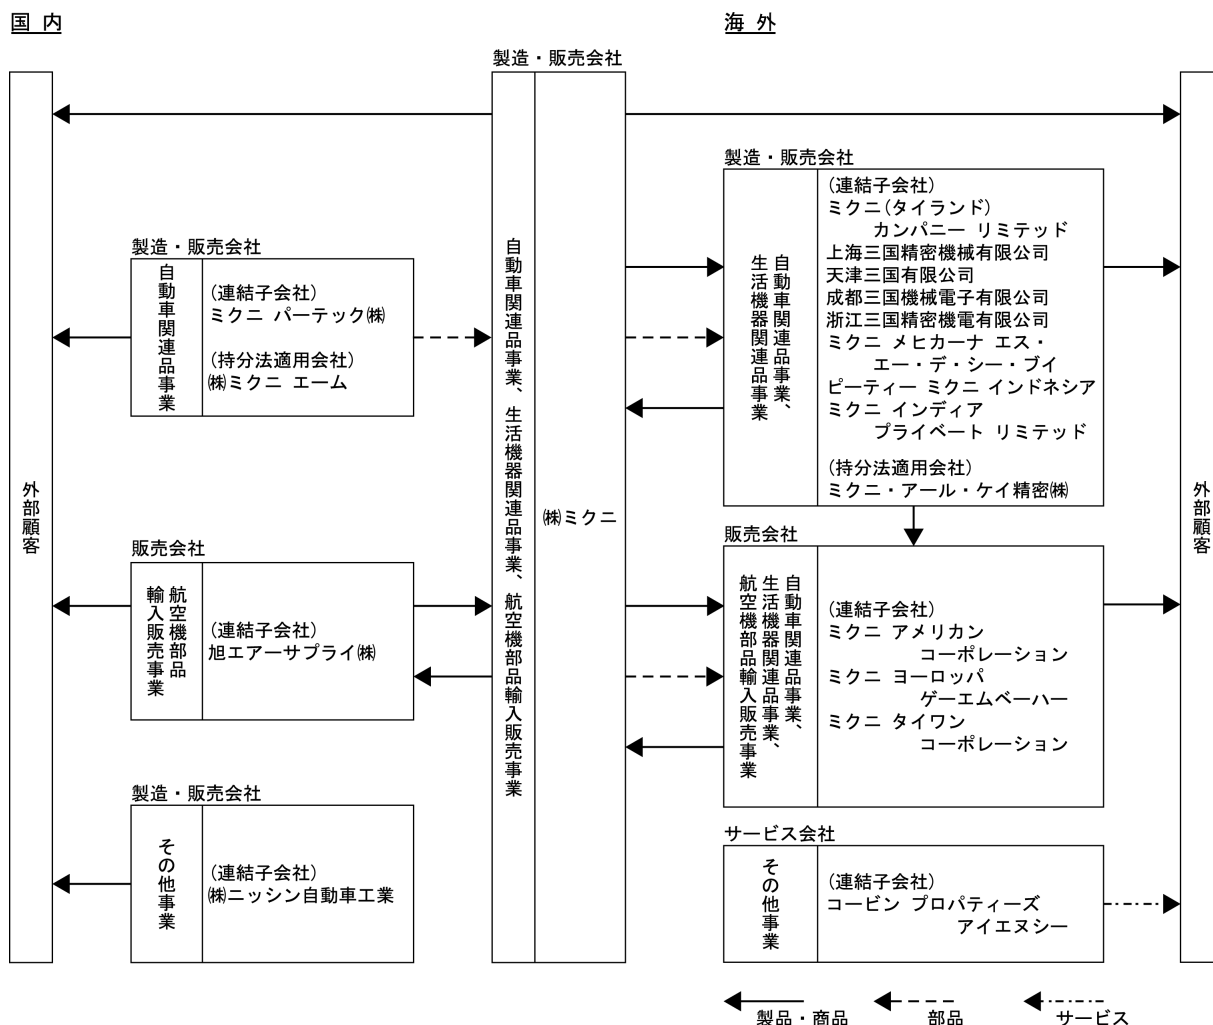 国 内
海 外
製造・販売会社
外部顧客
製造・販売会社
自動車関連品事業
(連結子会社)
ミクニ パーテック㈱
(持分法適用会社)
㈱ミクニ エーム
販売会社
航空機部品
輸入販売事業
(連結子会社)
旭エアーサプライ㈱
製造・販売会社
その他事業
(連結子会社)
㈱ニッシン自動車工業
自動車関連品事業、生活機器関連品事業、航空機部品輸入販売事業
㈱ミクニ
製造・販売会社
自動車関連品事業、
生活機器関連品事業
(連結子会社)
ミクニ(タイランド)
カンパニー リミテッド
上海三国精密機械有限公司
天津三国有限公司
成都三国機械電子有限公司
浙江三国精密機電有限公司
ミクニ メヒカーナ エス・
エー・デ・シー・ブイ
ピーティー ミクニ インドネシア
ミクニ インディア
プライベート リミテッド
(持分法適用会社)
ミクニ・アール・ケイ精密㈱
販売会社
自動車関連品事業、
生活機器関連品事業、
航空機部品輸入販売事業
(連結子会社)
ミクニ アメリカン
コーポレーション
ミクニ ヨーロッパ
ゲーエムベーハー
ミクニ タイワン
コーポレーション
サービス会社
その他事業
(連結子会社)
コービン プロパティーズ
アイエヌシー
外部顧客
製品・商品
部品
サービス